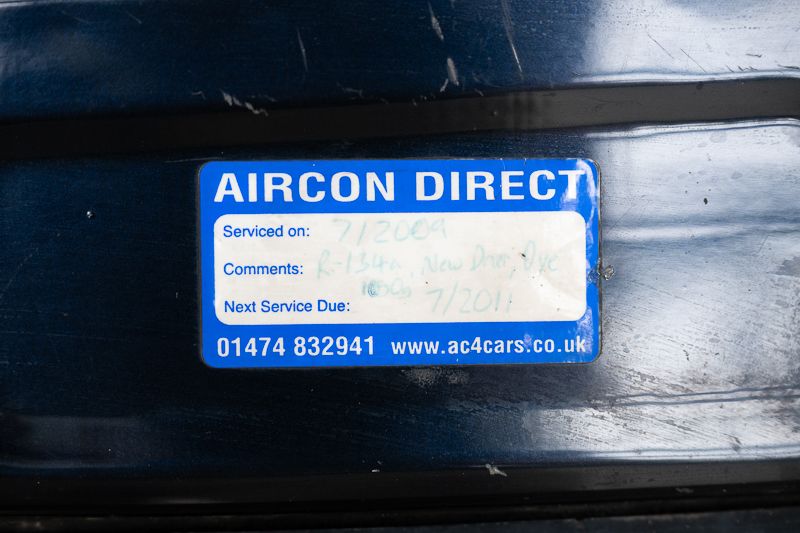 AIRCON DIRECT
Serviced on: 7/2009
Comments: R-134a, New Drier, Dye
Next Service Due: 7/2011
01474 832941 www.ac4cars.co.uk